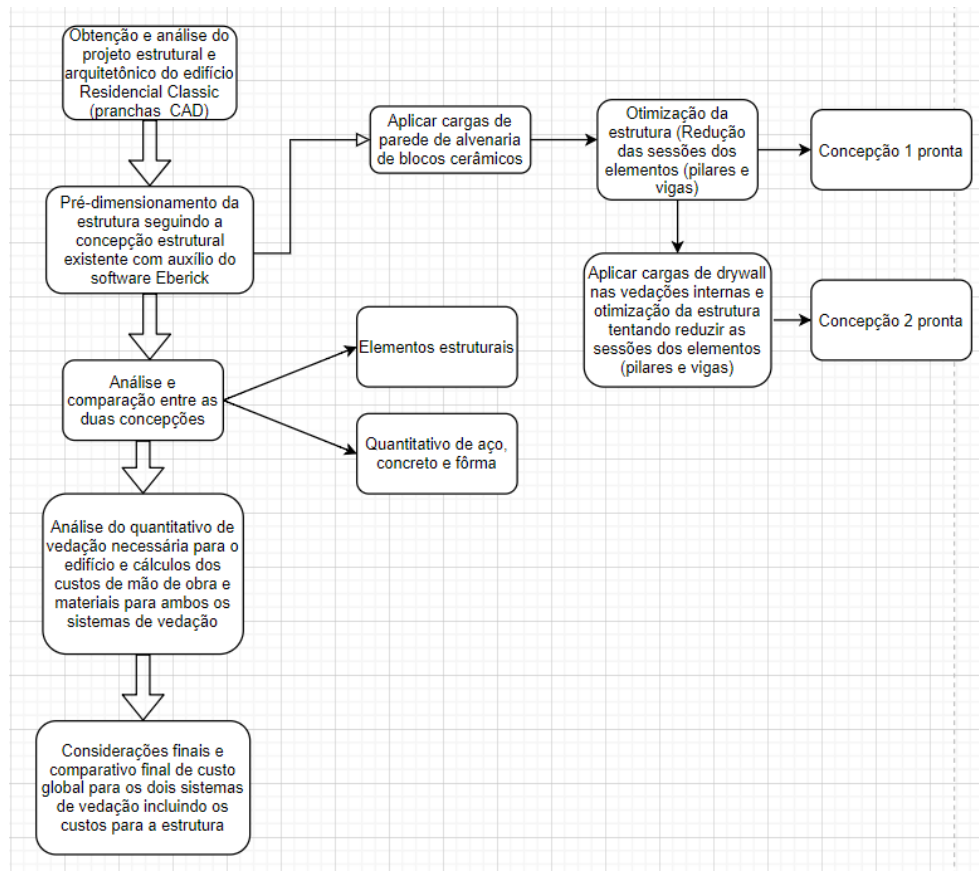 Obtenção e análise do
projeto estrutural e
arquitetônico do edifício
Residencial Classic
(pranchas CAD)
Pré-dimensionamento da
estrutura seguindo a
concepção estrutural
existente com auxílio do
software Eberick
Aplicar cargas de
parede de alvenaria
de blocos cerâmicos
Otimização da
estrutura (Redução
das sessões dos
elementos (pilares e
vigas)
Concepção 1 pronta
Aplicar cargas de drywall
nas vedações internas e
otimização da estrutura
tentando reduzir as
sessões dos elementos
(pilares e vigas)
Concepção 2 pronta
Análise e
comparação entre as
duas concepções
Elementos estruturais
Quantitativo de aço,
concreto e fôrma
Análise do quantitativo de
vedação necessária para o
edifício e cálculos dos
custos de mão de obra e
materiais para ambos os
sistemas de vedação
Considerações finais e
comparativo final de custo
global para os dois sistemas
de vedação incluindo os
custos para a estrutura